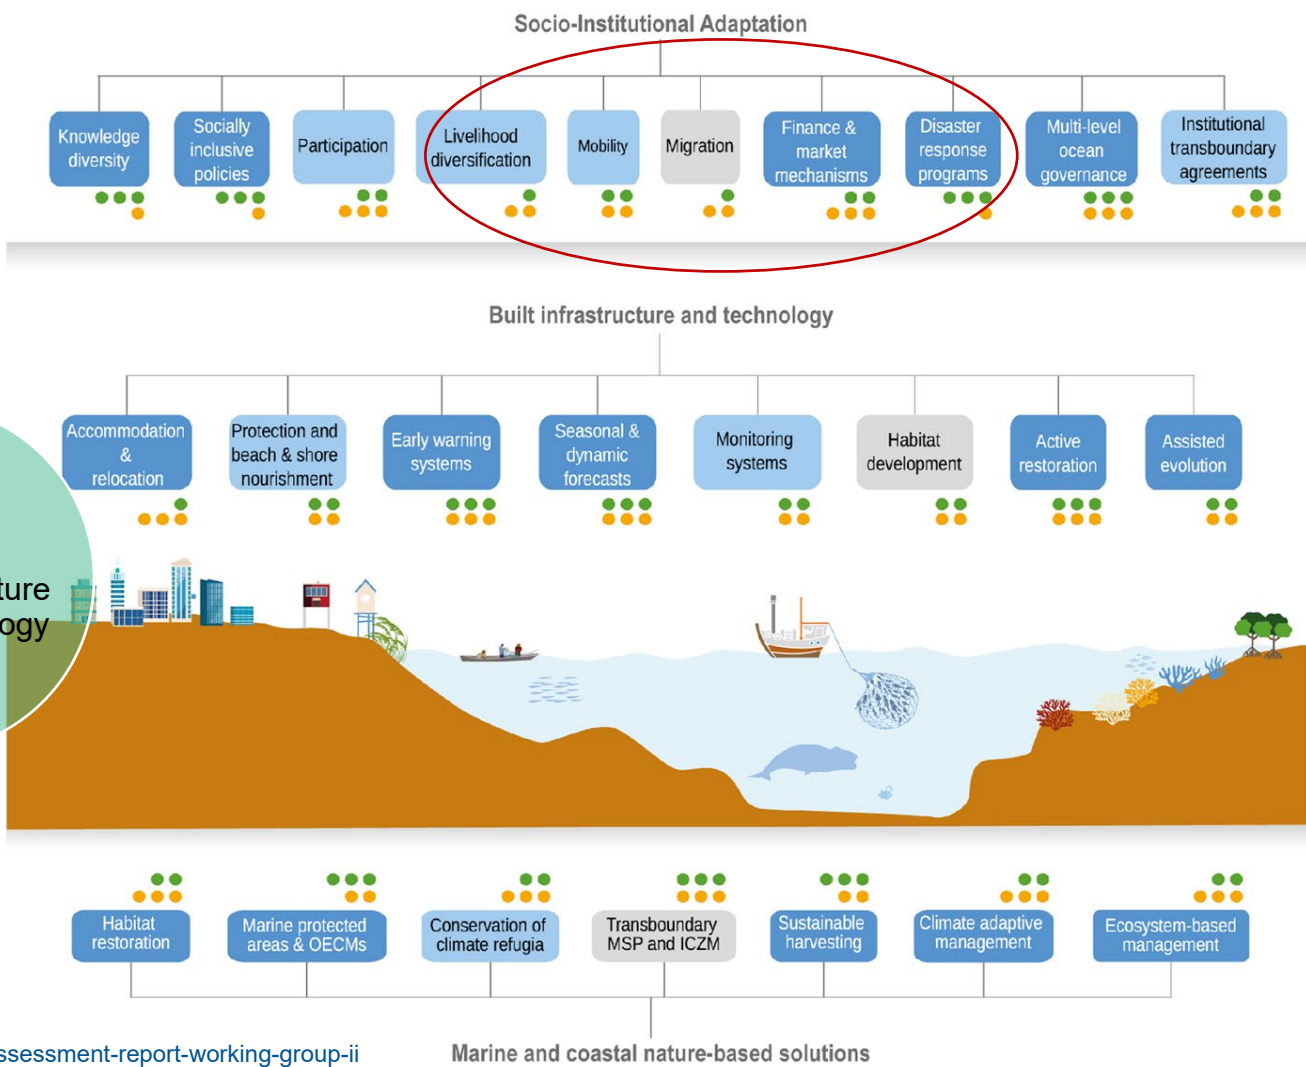 Socio-Institutional Adaptation
Knowledge
diversity
Socially
inclusive
policies
Participation
Livelihood
diversification
Mobility
Migration
Finance &
market
mechanisms
Disaster
response
programs
Multi-level
ocean
governance
Institutional
transboundary
agreements
Built infrastructure and technology
Accommodation
&
relocation
Protection and
beach & shore
nourishment
Early warning
systems
Seasonal &
dynamic
forecasts
Monitoring
systems
Habitat
development
Active
restoration
Assisted
evolution
ture
ogy
Habitat
restoration
Marine protected
areas & OECMs
Conservation of
climate refugia
Transboundary
MSP and ICZM
Sustainable
harvesting
Climate adaptive
management
Ecosystem-based
management
ssessment-report-working-group-ii
Marine and coastal nature-based solutions